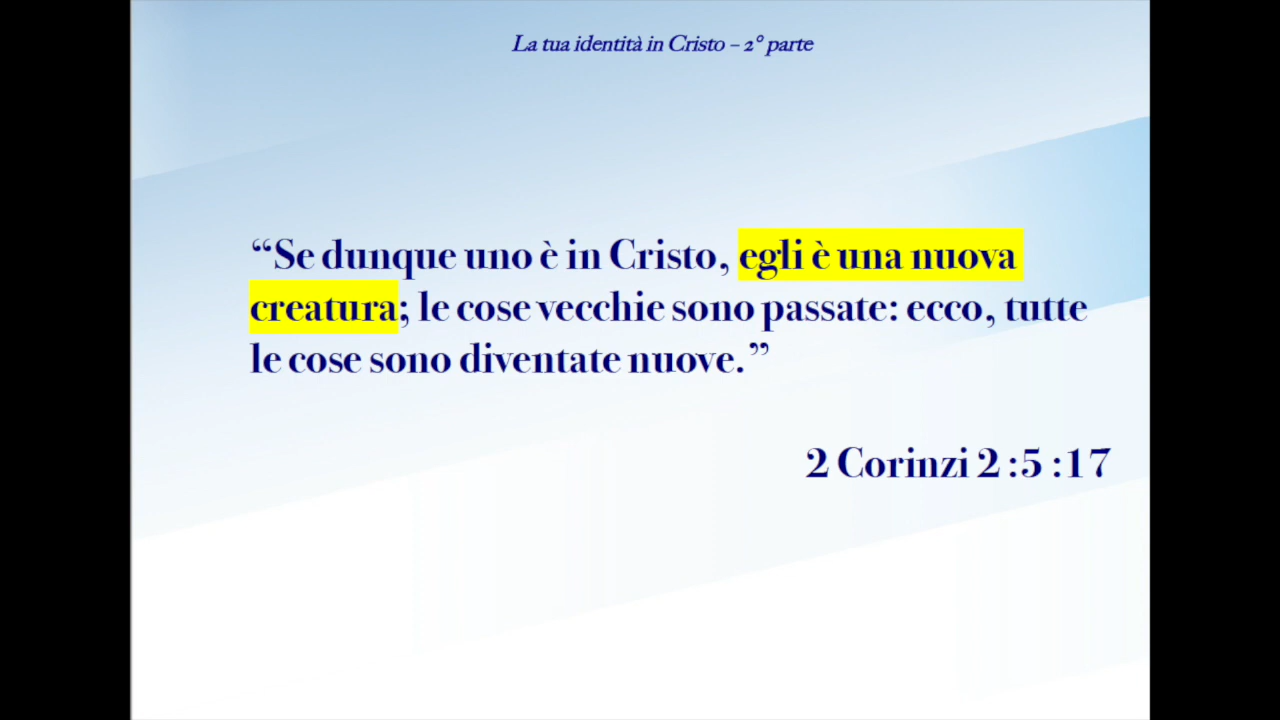 La tua identità in Cristo – 2° parte
“Se dunque uno è in Cristo, egli è una nuova
creatura; le cose vecchie sono passate: ecco, tutte
le cose sono diventate nuove.”
2 Corinzi 2 :5 :17